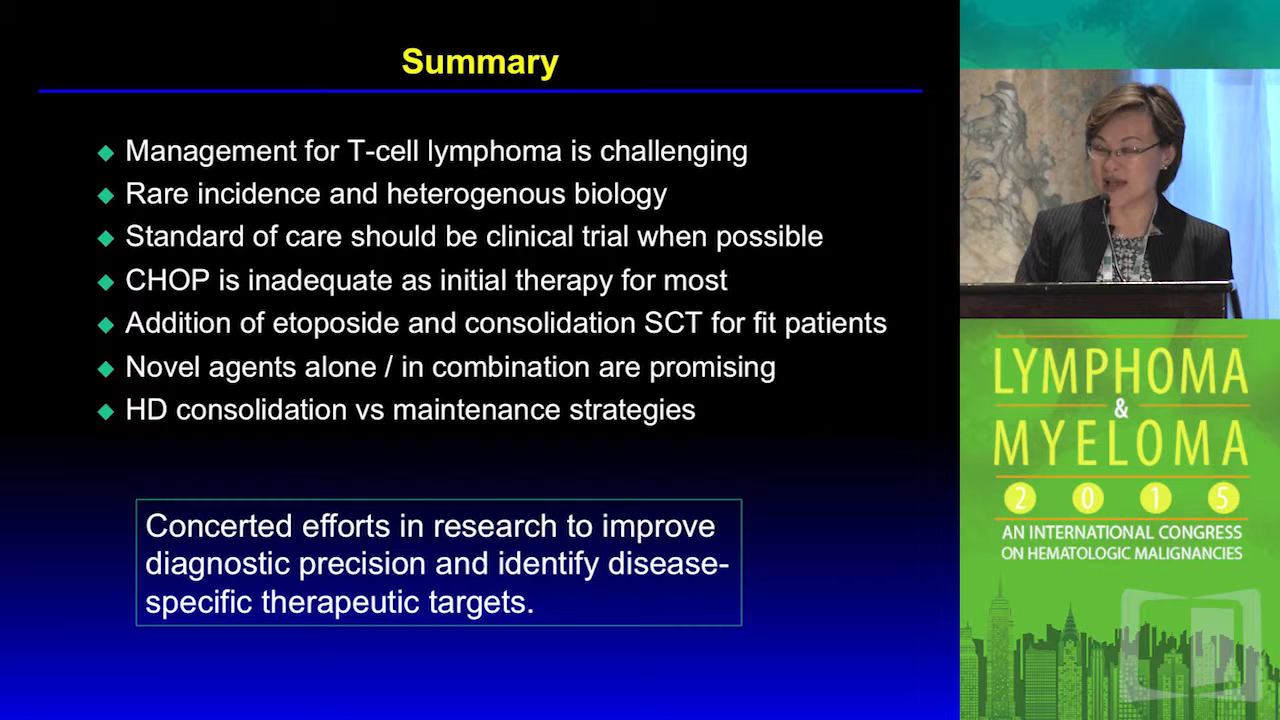 Summary
Management for T-cell lymphoma is challenging
Rare incidence and heterogenous biology
Standard of care should be clinical trial when possible
CHOP is inadequate as initial therapy for most
Addition of etoposide and consolidation SCT for fit patients
Novel agents alone / in combination are promising
HD consolidation vs maintenance strategies
Concerted efforts in research to improve
diagnostic precision and identify disease-
specific therapeutic targets.
LYMPHOMA
&
MYELOMA
2 0 1 5
AN INTERNATIONAL CONGRESS
ON HEMATOLOGIC MALIGNANCIES